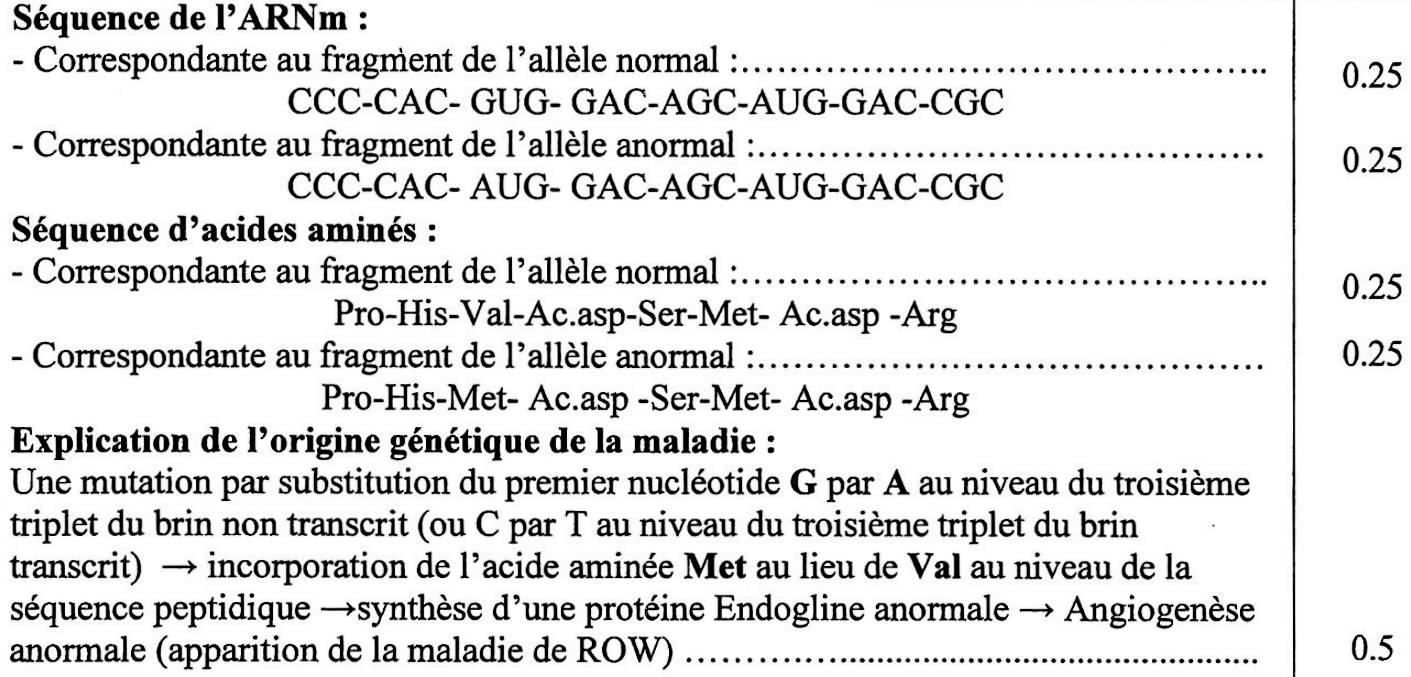 Séquence de l'ARNm :
- Correspondante au fragment de l'allèle normal :.................................................. 0.25
CCC-CAC- GUG- GAC-AGC-AUG-GAC-CGC
- Correspondante au fragment de l'allèle anormal :................................................ 0.25
CCC-CAC- AUG- GAC-AGC-AUG-GAC-CGC
Séquence d'acides aminés :
- Correspondante au fragment de l'allèle normal :.................................................. 0.25
Pro-His-Val-Ac.asp-Ser-Met- Ac.asp -Arg
- Correspondante au fragment de l'allèle anormal :................................................ 0.25
Pro-His-Met- Ac.asp -Ser-Met- Ac.asp -Arg
Explication de l'origine génétique de la maladie :
Une mutation par substitution du premier nucléotide G par A au niveau du troisième
triplet du brin non transcrit (ou C par T au niveau du troisième triplet du brin
transcrit) → incorporation de l'acide aminée Met au lieu de Val au niveau de la
séquence peptidique →synthèse d'une protéine Endogline anormale → Angiogenèse
anormale (apparition de la maladie de ROW) ...................................................... 0.5